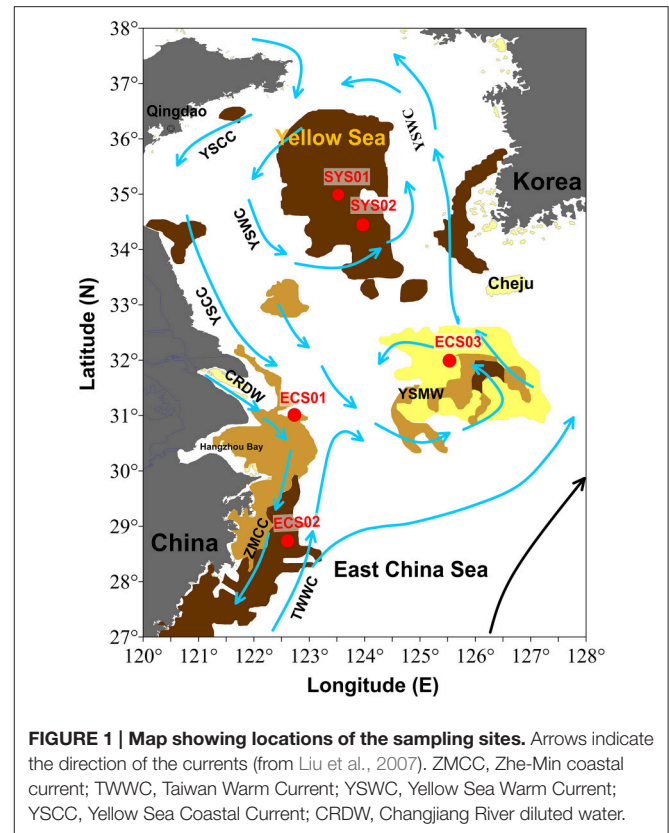 38°
37°
Qingdao
36°
YSCC
Yellow Sea
YSWC
SYS01
35°
SYS02
Korea
34°
YSWC
Cheju
33°
YSCC
Latitude (N)
32°
ECS03
CRDW
YSMW
31°
ECS01
Hangzhou Bay
30°
29°
China
ECS02
ZMCC
East China Sea
28°
TWWC
27°
120° 121° 122° 123° 124° 125° 126° 127° 128°
Longitude (E)
FIGURE 1 | Map showing locations of the sampling sites. Arrows indicate
the direction of the currents (from Liu et al., 2007). ZMCC, Zhe-Min coastal
current; TWWC, Taiwan Warm Current; YSWC, Yellow Sea Warm Current;
YSCC, Yellow Sea Coastal Current; CRDW, Changjiang River diluted water.